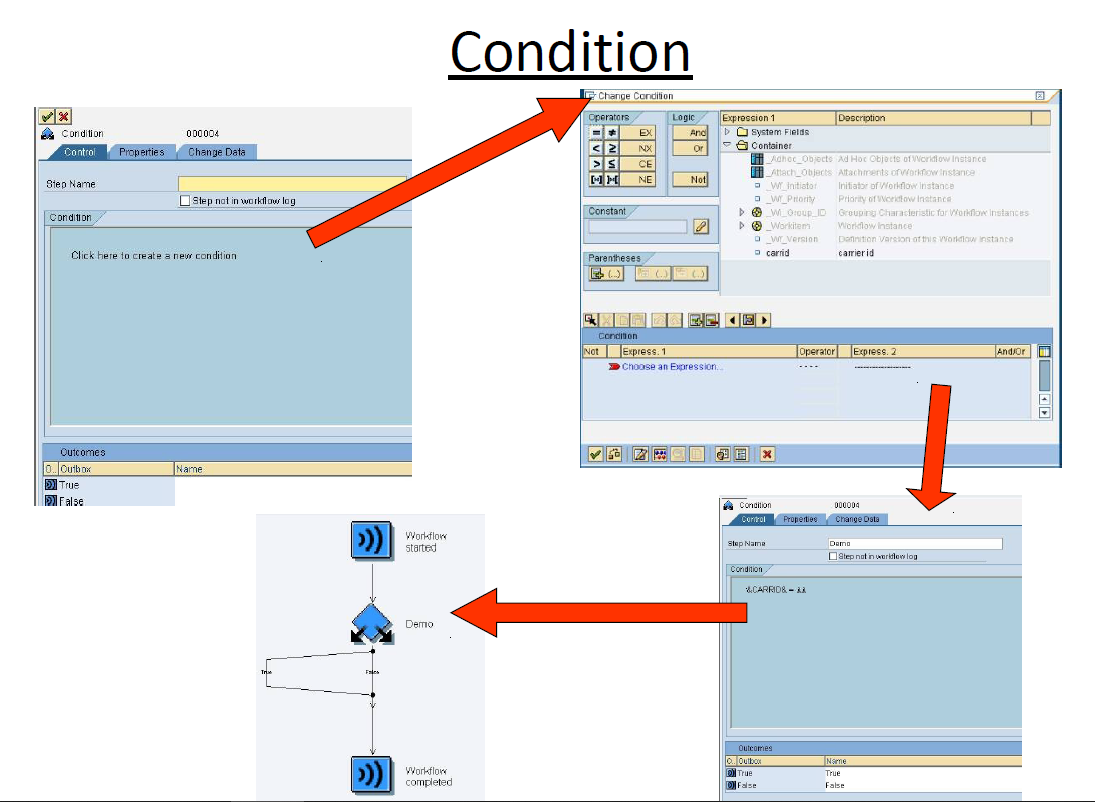 Condition
Condition 000004
Control Properties Change Data
Step Name
Step not in workflow log
Condition
Click here to create a new condition
Outcomes
O.. Outbox Name
True
False
Change Condition
Operators Logic
= ≠ EX And
< ≥ NX Or
> ≤ CE
NE Not
Constant
Parentheses
(...) (...) (...)
Expression 1 Description
System Fields
Container
_Adhoc_Objects Ad Hoc Objects of Workflow Instance
_Attach_Objects Attachments of Workflow Instance
_Wf_Initiator Initiator of Workflow Instance
_Wf_Priority Priority of Workflow Instance
_Wi_Group_ID Grouping Characteristic for Workflow Instances
_Workitem Workflow Instance
_Wf_Version Definition Version of this Workflow Instance
carrid carrier id
Condition
Not Express. 1 Operator Express. 2 And/Or
Choose an Expression...
Condition 000004
Control Properties Change Data
Step Name Demo
Step not in workflow log
Condition
Outcomes
O.. Outbox Name
True True
False False
Workflow
started
Demo
True False
Workflow
completed